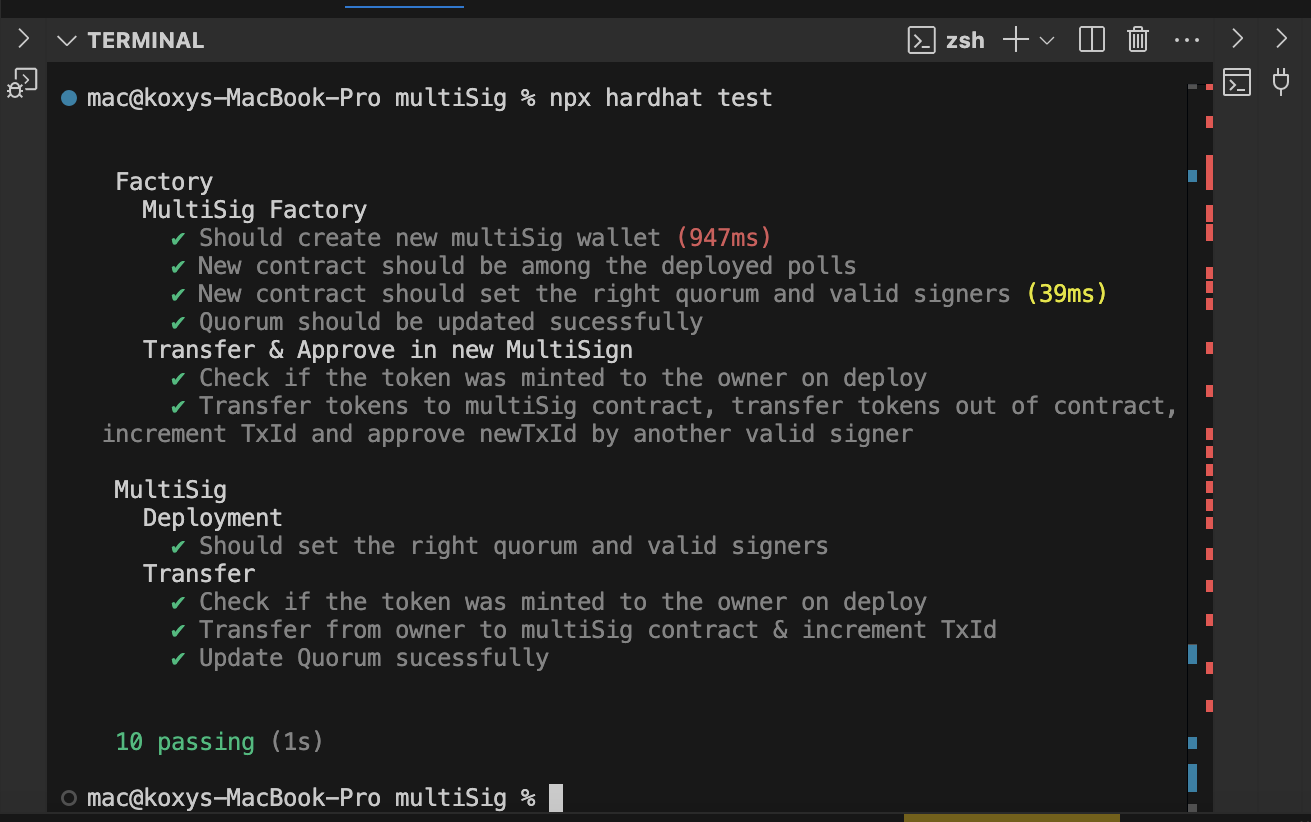 TERMINAL
zsh
mac@koxys-MacBook-Pro multiSig % npx hardhat test
Factory
MultiSig Factory
✔ Should create new multiSig wallet (947ms)
✔ New contract should be among the deployed polls
✔ New contract should set the right quorum and valid signers (39ms)
✔ Quorum should be updated sucessfully
Transfer & Approve in new MultiSign
✔ Check if the token was minted to the owner on deploy
✔ Transfer tokens to multiSig contract, transfer tokens out of contract,
increment TxId and approve newTxId by another valid signer
MultiSig
Deployment
✔ Should set the right quorum and valid signers
Transfer
✔ Check if the token was minted to the owner on deploy
✔ Transfer from owner to multiSig contract & increment TxId
✔ Update Quorum sucessfully
10 passing (1s)
mac@koxys-MacBook-Pro multiSig %